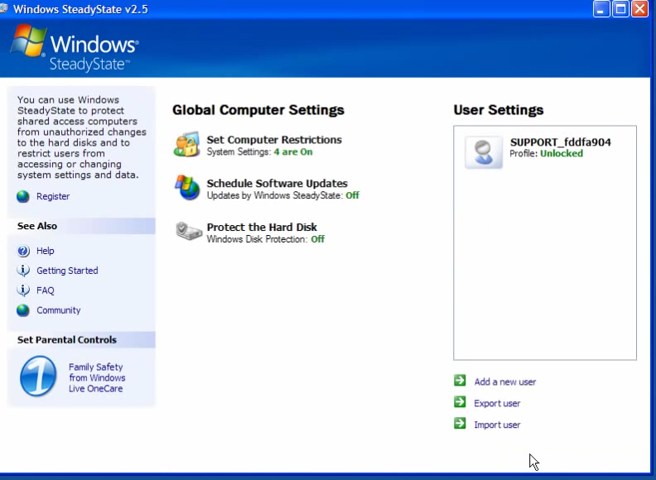 Windows SteadyState v2.5
Windows
SteadyState™
You can use Windows
SteadyState to protect
shared access computers
from unauthorized changes
to the hard disks and to
restrict users from
accessing or changing
system settings and data.
Register
See Also
Help
Getting Started
FAQ
Community
Set Parental Controls
Family Safety
from Windows
Live OneCare
Global Computer Settings
Set Computer Restrictions
System Settings: 4 are On
Schedule Software Updates
Updates by Windows SteadyState: Off
Protect the Hard Disk
Windows Disk Protection: Off
User Settings
SUPPORT_fddfa904
Profile: Unlocked
Add a new user
Export user
Import user